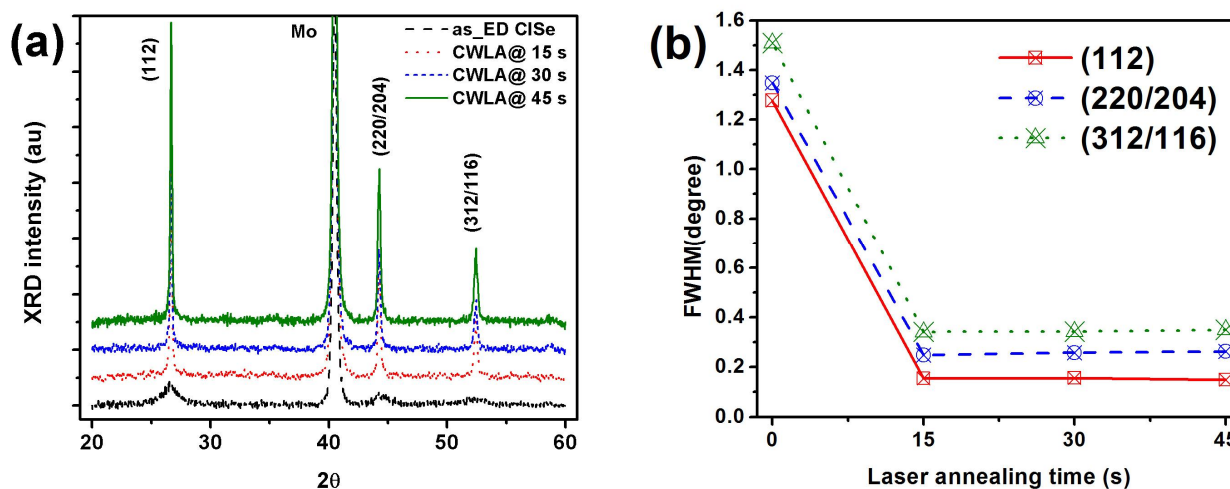 (a)
XRD intensity (au)
(112)
Mo
as_ED CISe
CWLA@ 15 s
CWLA@ 30 s
CWLA@ 45 s
(220/204)
(312/116)
20 30 40 50 60
2θ
(b)
FWHM(degree)
1.6
1.4
1.2
1.0
0.8
0.6
0.4
0.2
0.0
(112)
(220/204)
(312/116)
0 15 30 45
Laser annealing time (s)